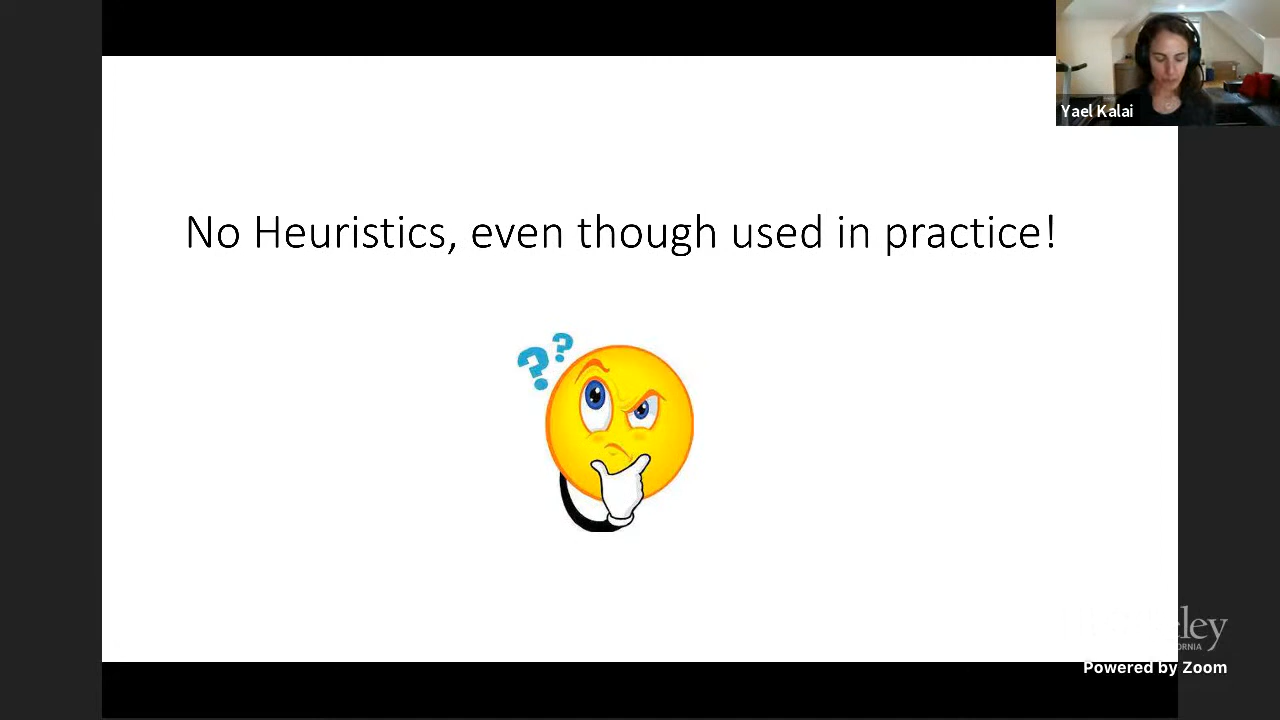 Yael Kalai
No Heuristics, even though used in practice!
??
Powered by Zoom